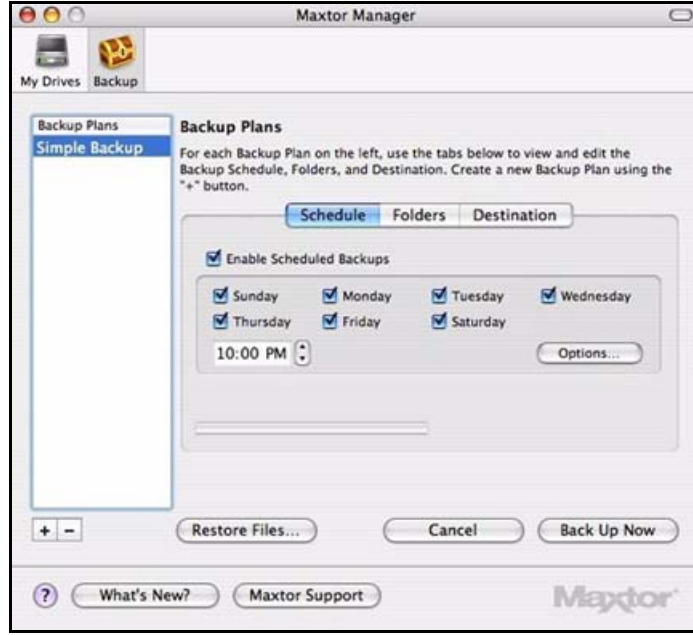 Maxtor Manager
My Drives
Backup
Backup Plans
Simple Backup
Backup Plans
For each Backup Plan on the left, use the tabs below to view and edit the
Backup Schedule, Folders, and Destination. Create a new Backup Plan using the
"+" button.
Schedule Folders Destination
Enable Scheduled Backups
Sunday Monday Tuesday Wednesday
Thursday Friday Saturday
10:00 PM Options...
+ -
Restore Files... Cancel Back Up Now
? What's New? Maxtor Support Maxtor